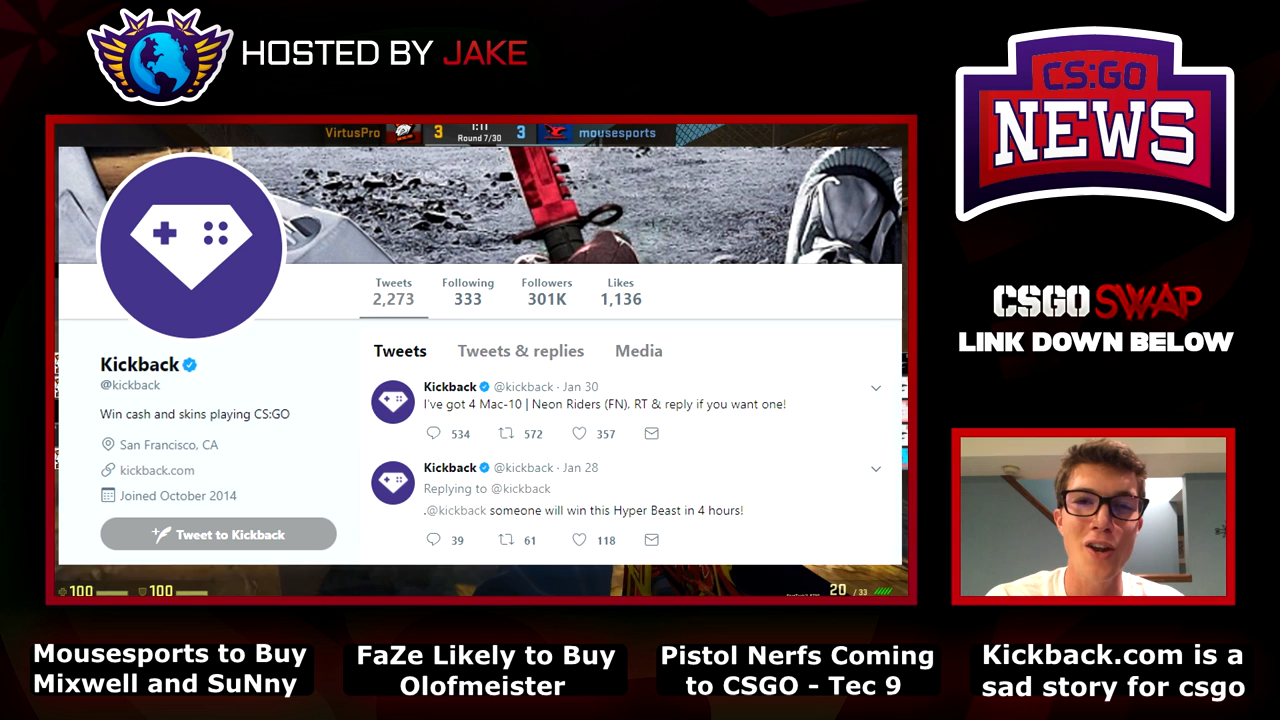 HOSTED BY JAKE
CS:GO
NEWS
VirtusPro 3 1:11 3 mousesports
Round 7/30
Tweets Following Followers Likes
2,273 333 301K 1,136
CSGO SWAP
LINK DOWN BELOW
Kickback
@kickback
Win cash and skins playing CS:GO
San Francisco, CA
kickback.com
Joined October 2014
Tweet to Kickback
Tweets Tweets & replies Media
Kickback @kickback · Jan 30
I've got 4 Mac-10 | Neon Riders (FN). RT & reply if you want one!
534 572 357
Kickback @kickback · Jan 28
Replying to @kickback
.@kickback someone will win this Hyper Beast in 4 hours!
39 61 118
100 100 20 / 33
Mousesports to Buy
Mixwell and SuNny
FaZe Likely to Buy
Olofmeister
Pistol Nerfs Coming
to CSGO - Tec 9
Kickback.com is a
sad story for csgo